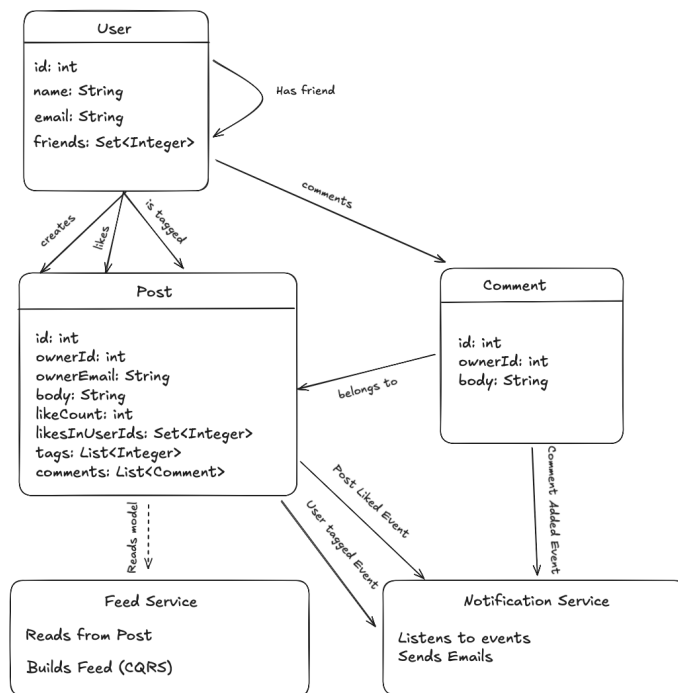 User
id: int
name: String
email: String
friends: Set<Integer>
Has friend
creates
likes
is tagged
comments
Post
id: int
ownerId: int
ownerEmail: String
body: String
likeCount: int
likesInUserIds: Set<Integer>
tags: List<Integer>
comments: List<Comment>
Comment
id: int
ownerId: int
body: String
belongs to
Reads model
Post Liked Event
User tagged Event
Comment Added Event
Feed Service
Reads from Post
Builds Feed (CQRS)
Notification Service
Listens to events
Sends Emails